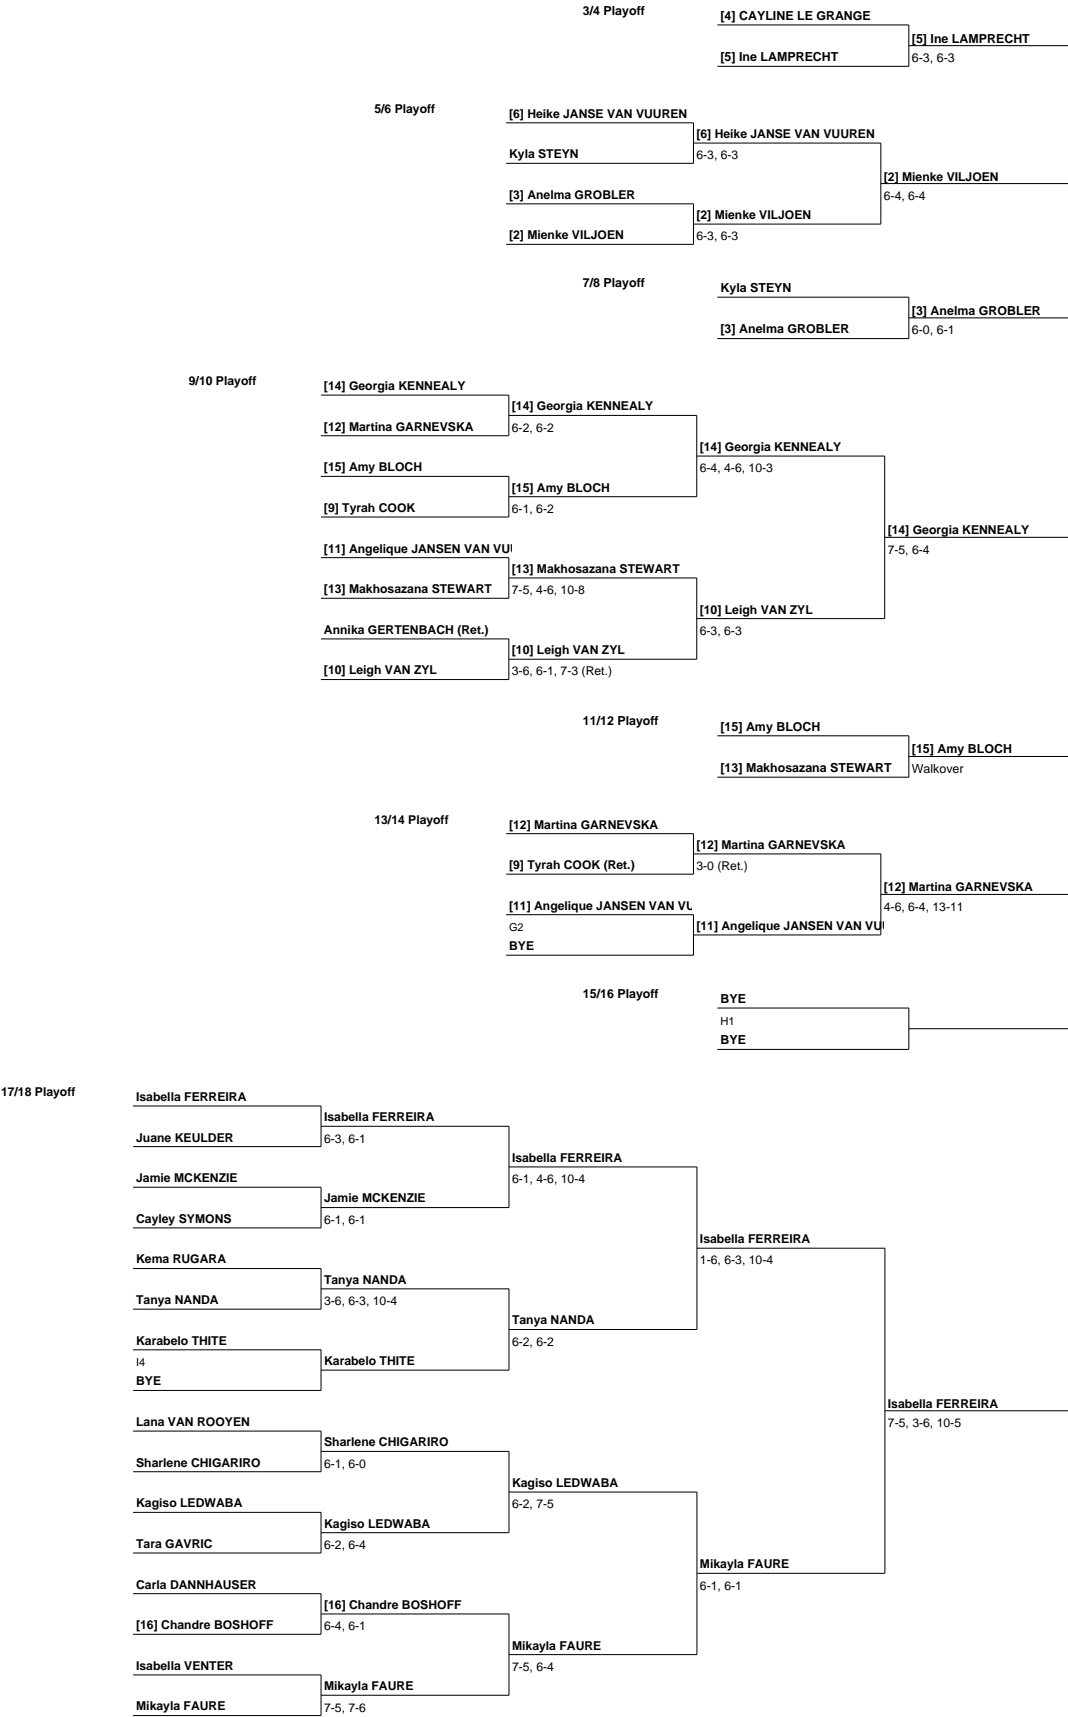 3/4 Playoff
[4] CAYLINE LE GRANGE
[5] Ine LAMPRECHT
[5] Ine LAMPRECHT
6-3, 6-3
5/6 Playoff
[6] Heike JANSE VAN VUUREN
[6] Heike JANSE VAN VUUREN
Kyla STEYN
6-3, 6-3
[2] Mienke VILJOEN
[3] Anelma GROBLER
6-4, 6-4
[2] Mienke VILJOEN
[2] Mienke VILJOEN
6-3, 6-3
7/8 Playoff
Kyla STEYN
[3] Anelma GROBLER
[3] Anelma GROBLER
6-0, 6-1
9/10 Playoff
[14] Georgia KENNEALY
[14] Georgia KENNEALY
[12] Martina GARNEVSKA
6-2, 6-2
[14] Georgia KENNEALY
[15] Amy BLOCH
6-4, 4-6, 10-3
[15] Amy BLOCH
[9] Tyrah COOK
6-1, 6-2
[14] Georgia KENNEALY
[11] Angelique JANSEN VAN VU
7-5, 6-4
[13] Makhosazana STEWART
[13] Makhosazana STEWART
7-5, 4-6, 10-8
[10] Leigh VAN ZYL
Annika GERTENBACH (Ret.)
6-3, 6-3
[10] Leigh VAN ZYL
[10] Leigh VAN ZYL
3-6, 6-1, 7-3 (Ret.)
11/12 Playoff
[15] Amy BLOCH
[15] Amy BLOCH
[13] Makhosazana STEWART
Walkover
13/14 Playoff
[12] Martina GARNEVSKA
[12] Martina GARNEVSKA
[9] Tyrah COOK (Ret.)
3-0 (Ret.)
[12] Martina GARNEVSKA
[11] Angelique JANSEN VAN VU
4-6, 6-4, 13-11
G2
[11] Angelique JANSEN VAN VU
BYE
15/16 Playoff
BYE
H1
BYE
17/18 Playoff
Isabella FERREIRA
Isabella FERREIRA
Juane KEULDER
6-3, 6-1
Isabella FERREIRA
Jamie MCKENZIE
6-1, 4-6, 10-4
Jamie MCKENZIE
Cayley SYMONS
6-1, 6-1
Isabella FERREIRA
Kema RUGARA
1-6, 6-3, 10-4
Tanya NANDA
Tanya NANDA
3-6, 6-3, 10-4
Tanya NANDA
Karabelo THITE
6-2, 6-2
I4
Karabelo THITE
BYE
Isabella FERREIRA
Lana VAN ROOYEN
7-5, 3-6, 10-5
Sharlene CHIGARIRO
Sharlene CHIGARIRO
6-1, 6-0
Kagiso LEDWABA
Kagiso LEDWABA
6-2, 7-5
Kagiso LEDWABA
Tara GAVRIC
6-2, 6-4
Mikayla FAURE
Carla DANNHAUSER
6-1, 6-1
[16] Chandre BOSHOFF
[16] Chandre BOSHOFF
6-4, 6-1
Mikayla FAURE
Isabella VENTER
7-5, 6-4
Mikayla FAURE
Mikayla FAURE
7-5, 7-6